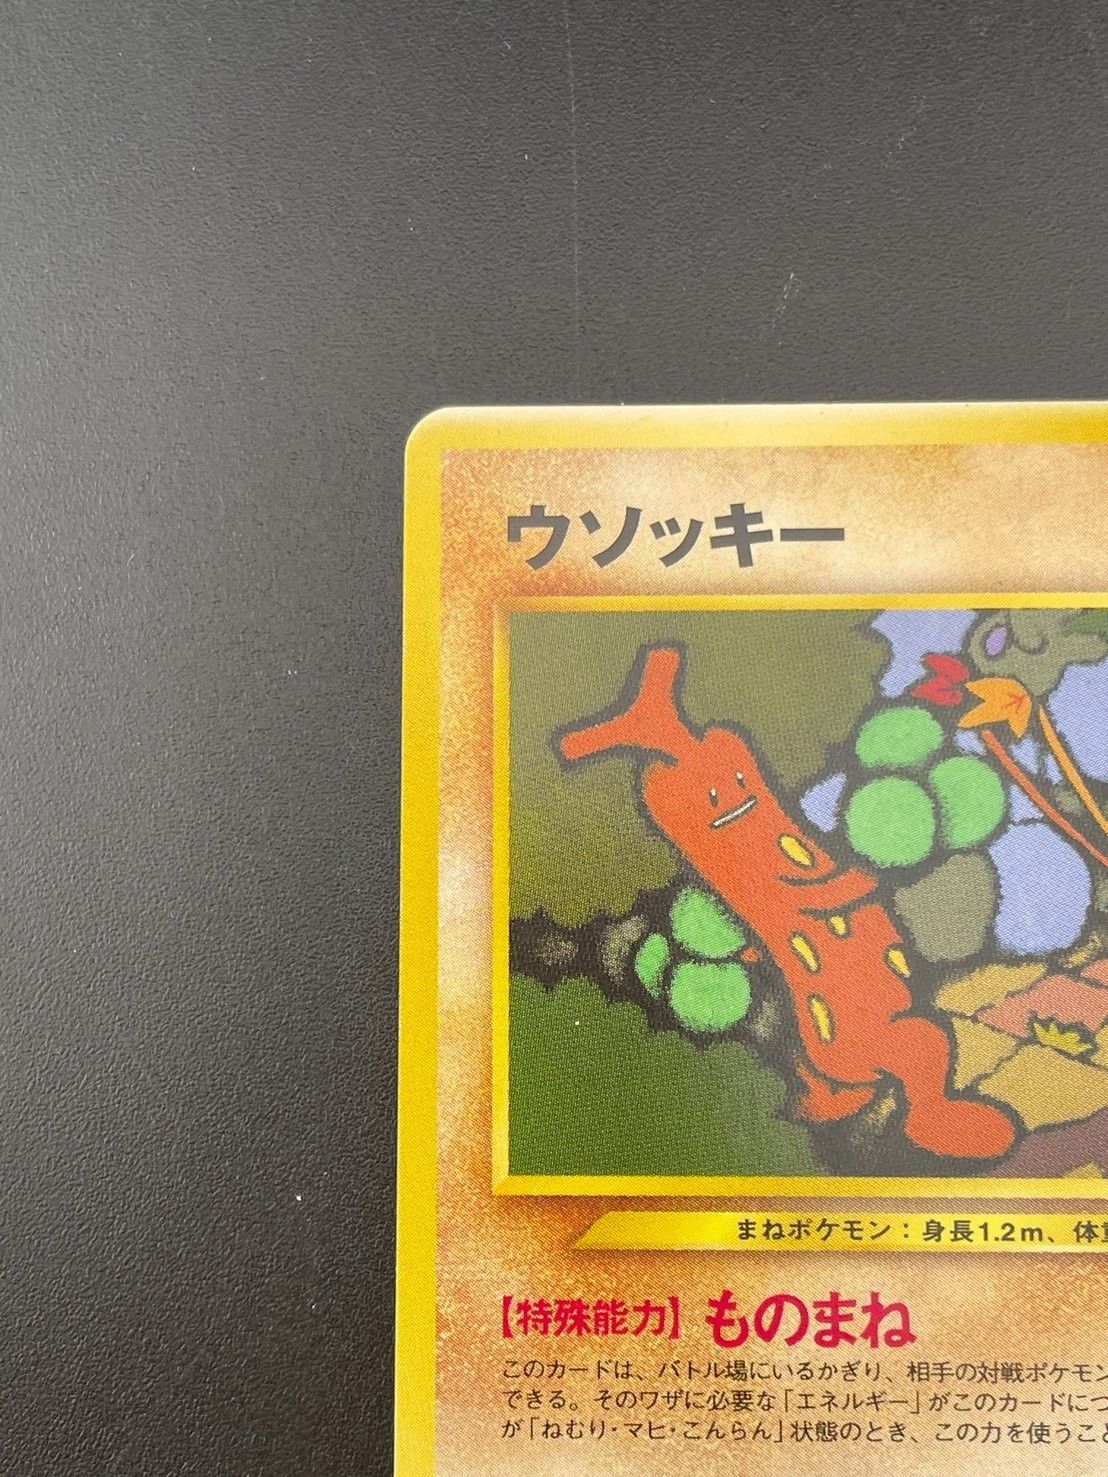 ウソッキー
まねポケモン：身長1.2m、体重
【特殊能力】ものまね
このカードは、バトル場にいるかぎり、相手の対戦ポケモン
できる。そのワザに必要な「エネルギー」がこのカードにつ
が「ねむり・マヒ・こんらん」状態のとき、この力を使うこと